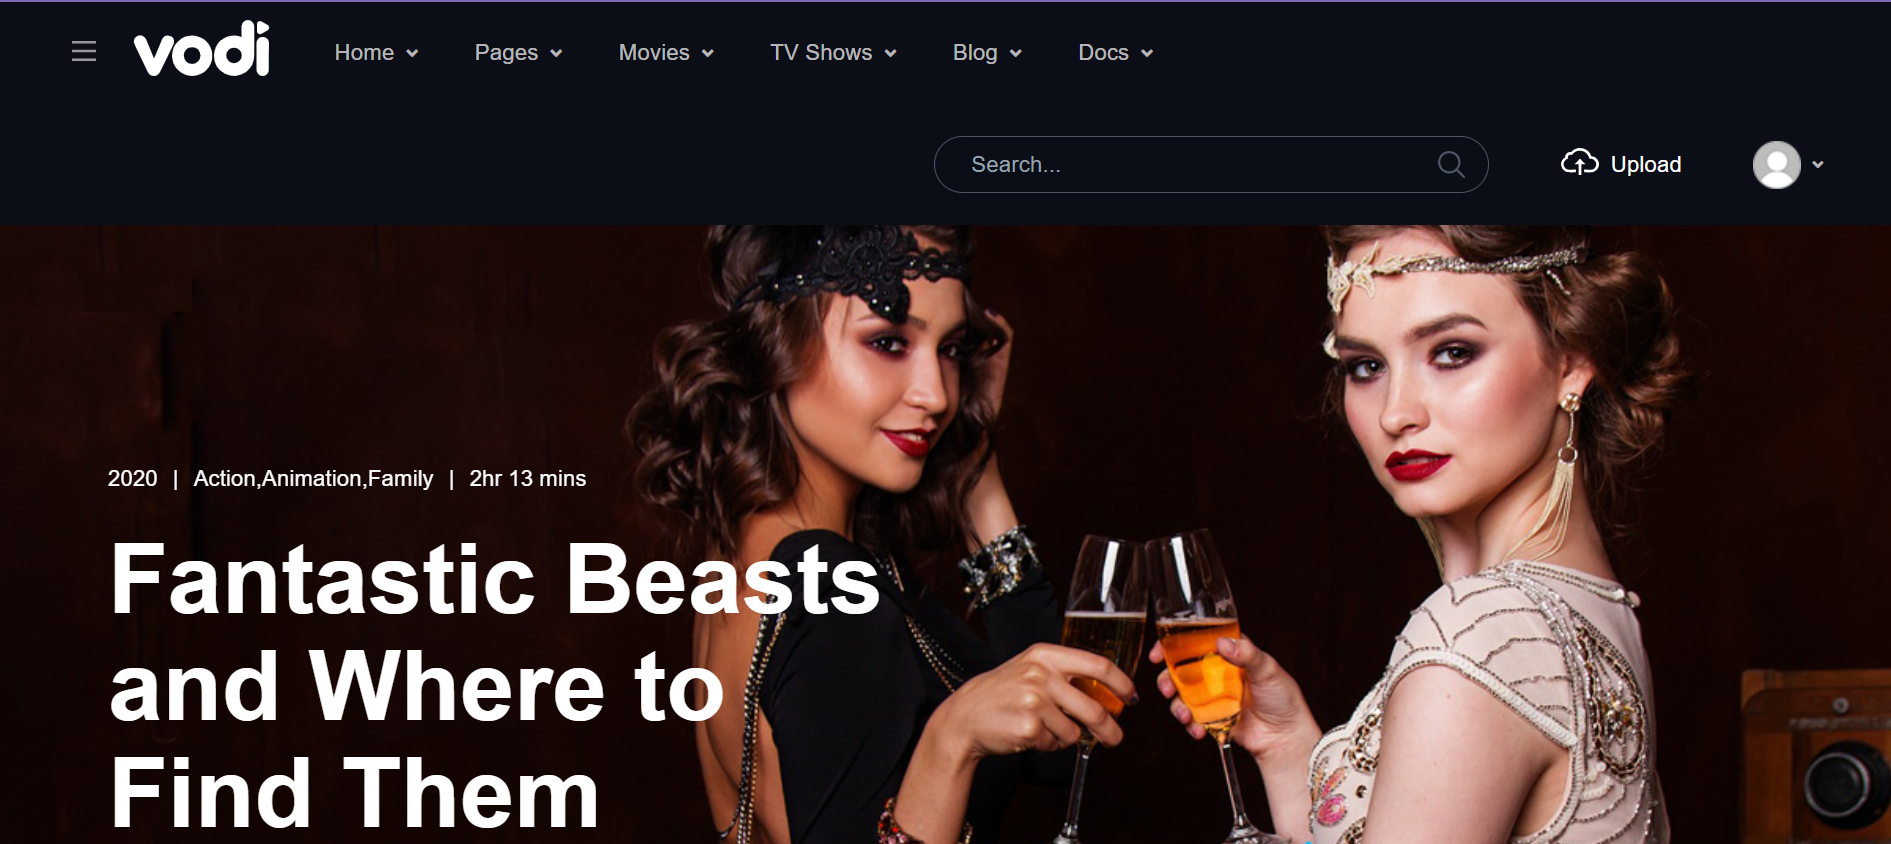 vodi Home Pages Movies TV Shows Blog Docs
Search... Upload
2020 | Action,Animation,Family | 2hr 13 mins
Fantastic Beasts
and Where to
Find Them